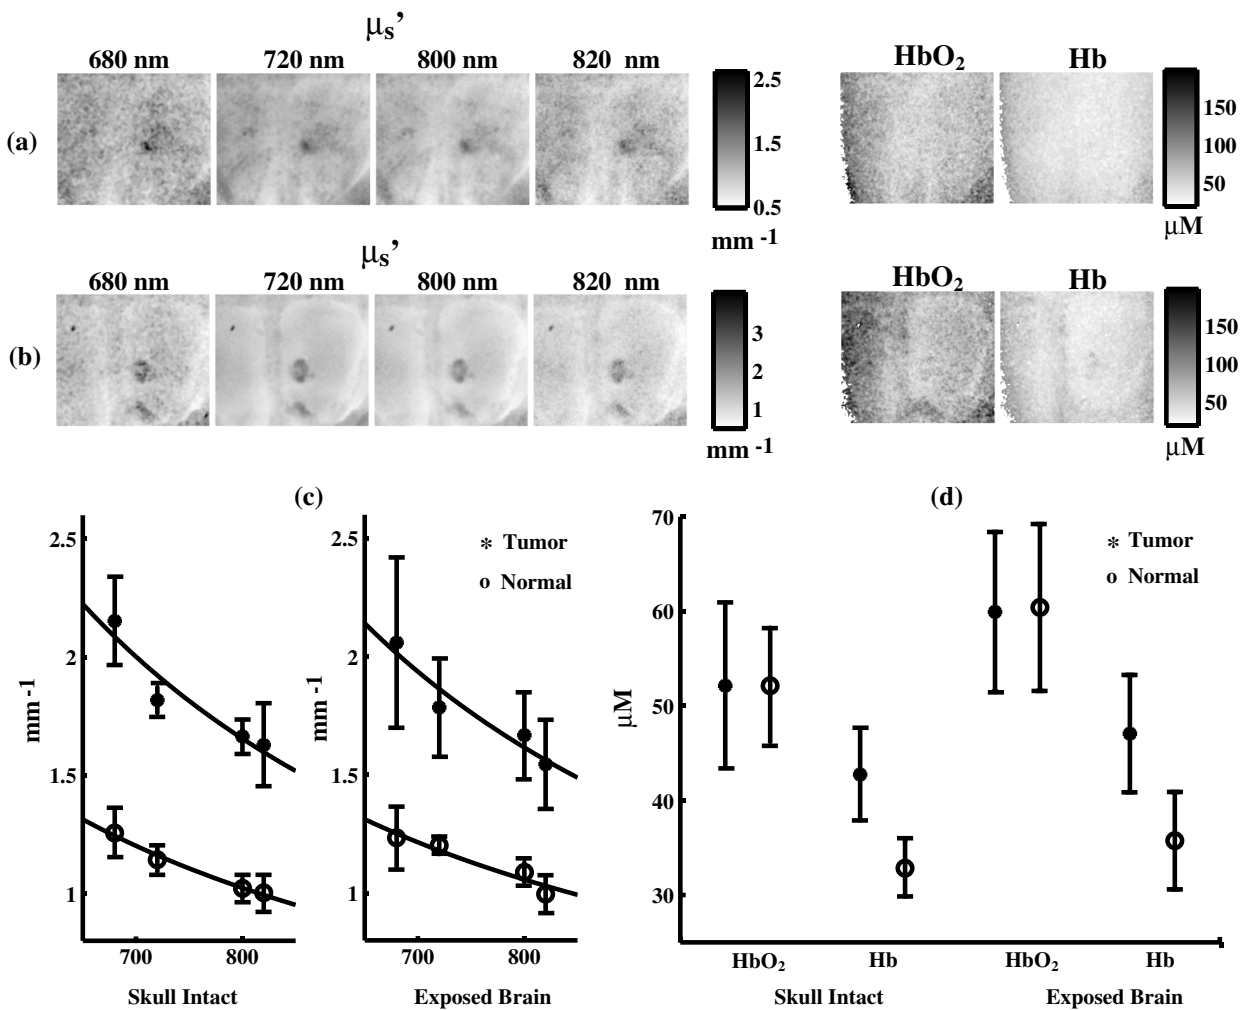 μs’
680 nm 720 nm 800 nm 820 nm
HbO2 Hb
(a)
2.5
1.5
0.5
mm -1
150
100
50
μM
μs’
680 nm 720 nm 800 nm 820 nm
HbO2 Hb
(b)
3
2
1
mm -1
150
100
50
μM
(c)
2.5
2
1.5
1
mm -1
700 800
Skull Intact
2.5
2
1.5
1
mm -1
* Tumor
o Normal
700 800
Exposed Brain
(d)
70
60
50
40
30
μM
* Tumor
o Normal
HbO2 Hb HbO2 Hb
Skull Intact Exposed Brain